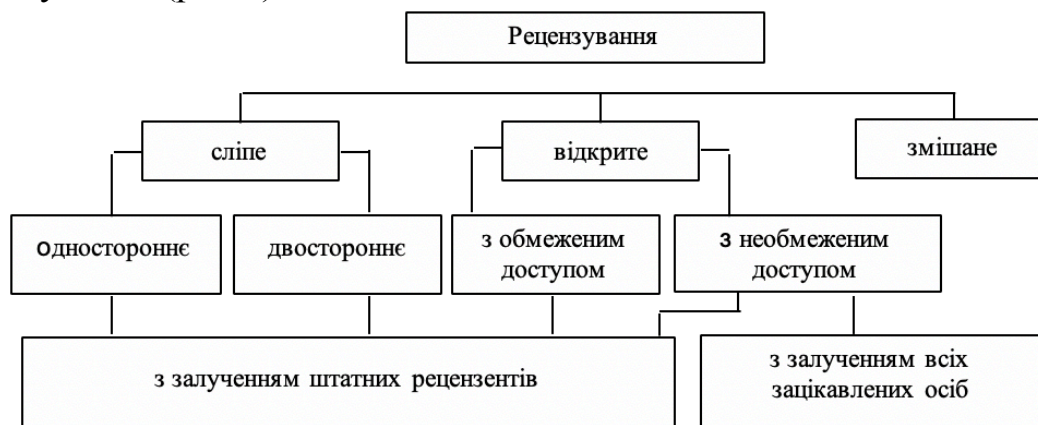 Рецензування
сліпе
відкрите
змішане
одностороннє
двостороннє
з обмеженим
доступом
з необмеженим
доступом
з залученням штатних рецензентів
з залученням всіх
зацікавлених осіб